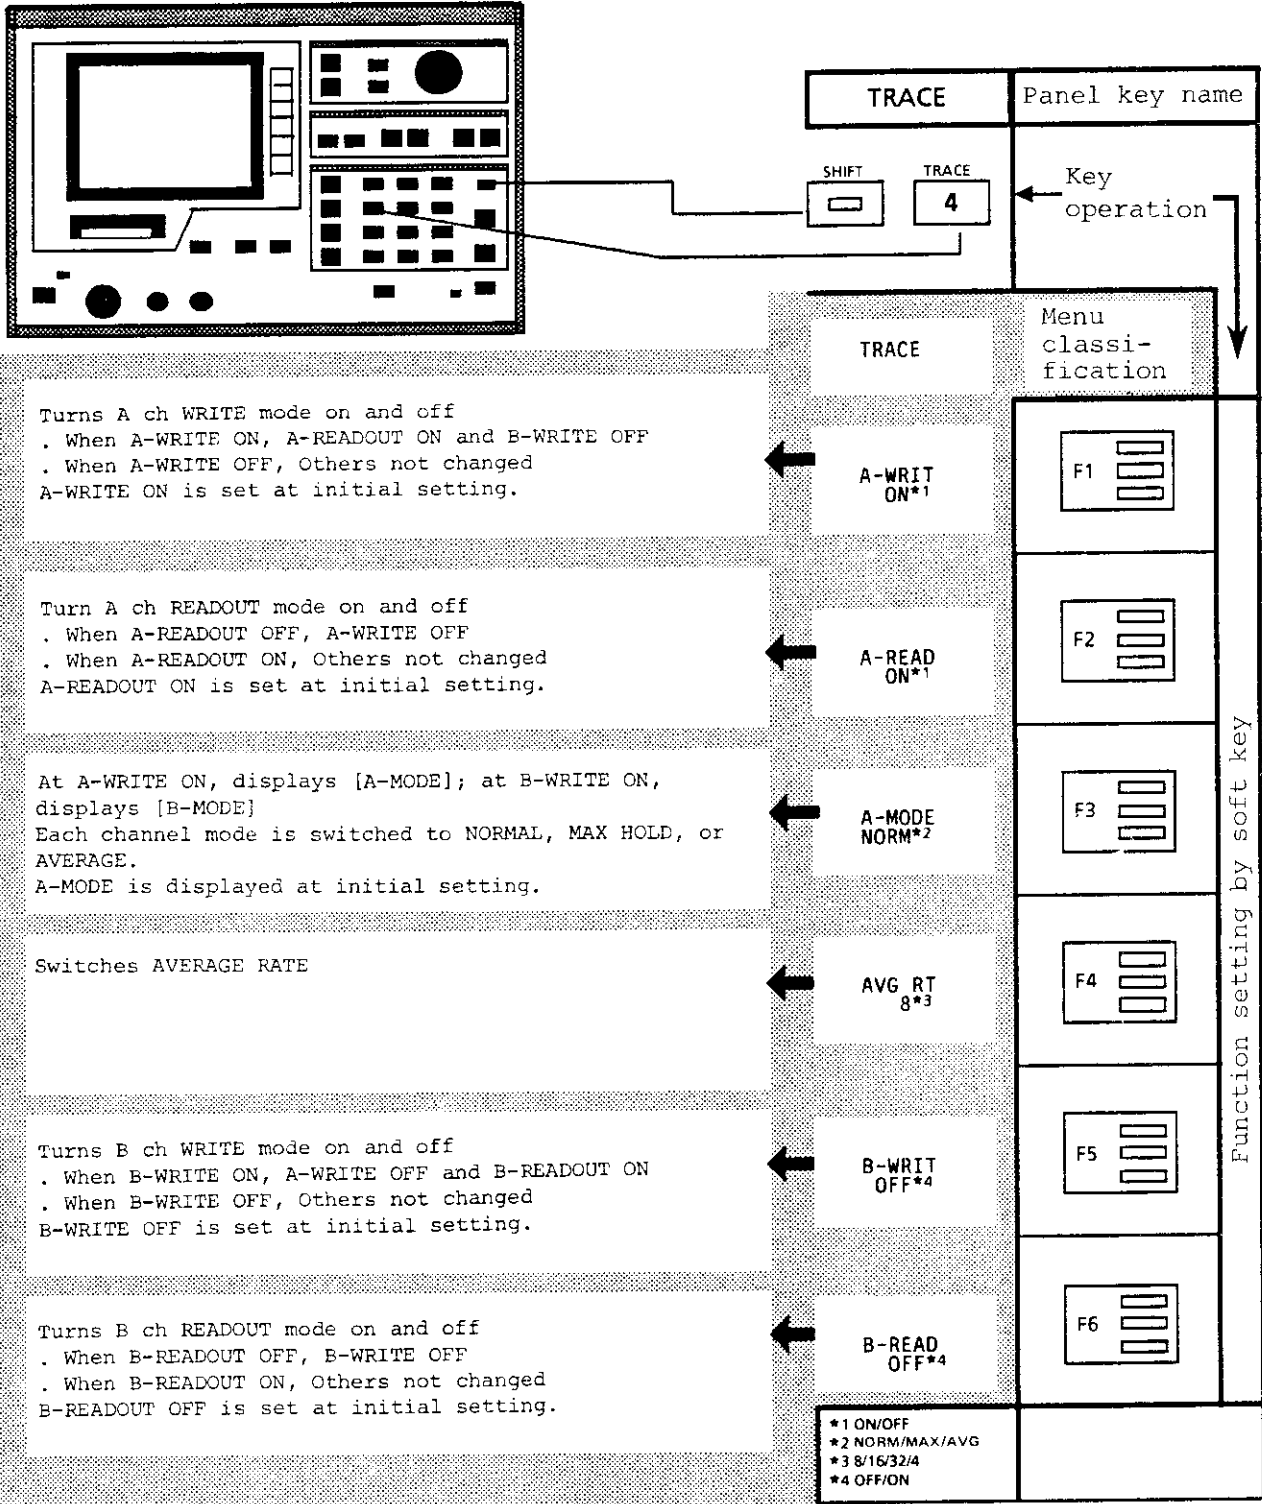 TRACE
Panel key name
SHIFT
TRACE
4
Key
operation
TRACE
Menu
classi-
fication
Turns A ch WRITE mode on and off
. When A-WRITE ON, A-READOUT ON and B-WRITE OFF
. When A-WRITE OFF, Others not changed
A-WRITE ON is set at initial setting.
A-WRIT
ON*1
F1
Turn A ch READOUT mode on and off
. When A-READOUT OFF, A-WRITE OFF
. When A-READOUT ON, Others not changed
A-READOUT ON is set at initial setting.
A-READ
ON*1
F2
At A-WRITE ON, displays [A-MODE]; at B-WRITE ON,
displays [B-MODE]
Each channel mode is switched to NORMAL, MAX HOLD, or
AVERAGE.
A-MODE is displayed at initial setting.
A-MODE
NORM*2
F3
Switches AVERAGE RATE
AVG RT
8*3
F4
Turns B ch WRITE mode on and off
. When B-WRITE ON, A-WRITE OFF and B-READOUT ON
. When B-WRITE OFF, Others not changed
B-WRITE OFF is set at initial setting.
B-WRIT
OFF*4
F5
Turns B ch READOUT mode on and off
. When B-READOUT OFF, B-WRITE OFF
. When B-READOUT ON, Others not changed
B-READOUT OFF is set at initial setting.
B-READ
OFF*4
F6
Function setting by soft key
*1 ON/OFF
*2 NORM/MAX/AVG
*3 8/16/32/4
*4 OFF/ON